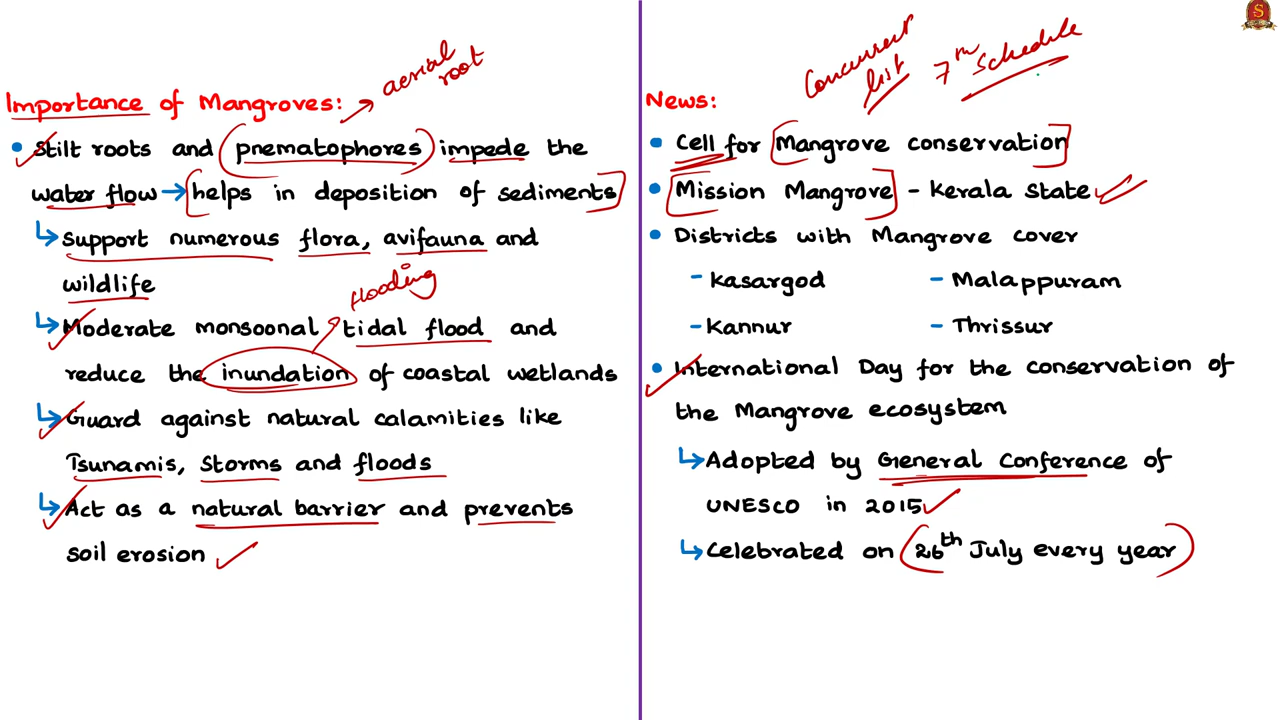 aerial
root
Importance of Mangroves:
Stilt roots and (pnematophores) impede the
water flow → [helps in deposition of sediments]
↳ Support numerous flora, avifauna and
wildlife
flooding
↳ Moderate monsoonal tidal flood and
reduce the inundation of coastal wetlands
↳ Guard against natural calamities like
Tsunamis, storms and floods
↳ Act as a natural barrier and prevents
soil erosion
Concurrent
list
7th Schedule
News:
• Cell for [Mangrove conservation]
• [Mission Mangrove] - Kerala State
• Districts with Mangrove cover
- Kasargod - Malappuram
- Kannur - Thrissur
• International Day for the conservation of
the Mangrove ecosystem
↳ Adopted by General Conference of
UNESCO in 2015
↳ Celebrated on (26th July every year)
S